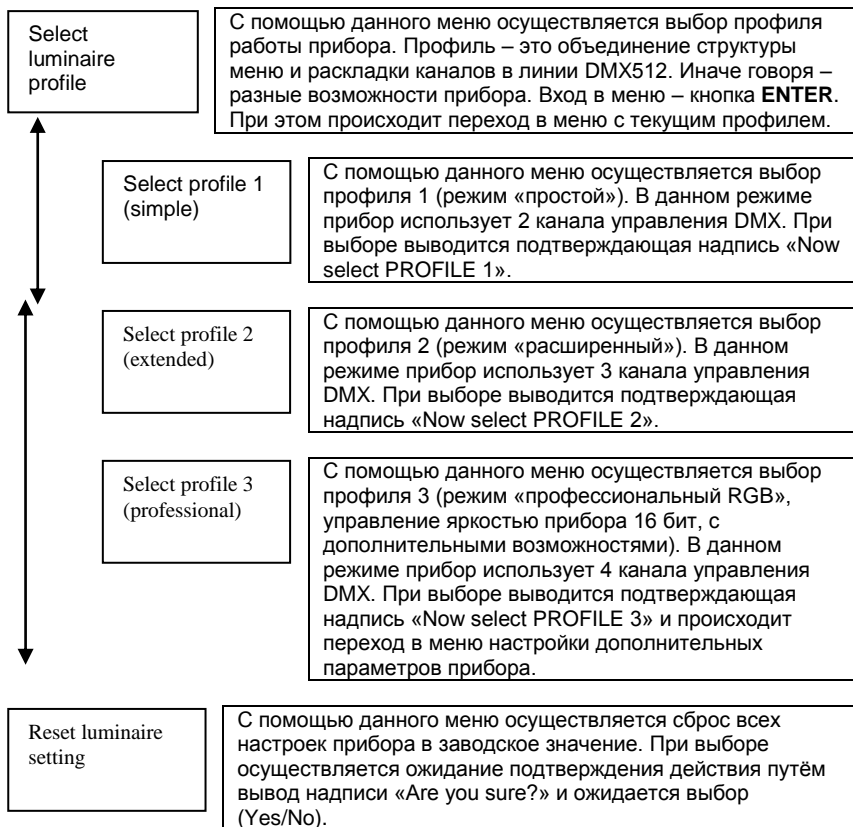 Select
luminaire
profile
С помощью данного меню осуществляется выбор профиля
работы прибора. Профиль – это объединение структуры
меню и раскладки каналов в линии DMX512. Иначе говоря –
разные возможности прибора. Вход в меню – кнопка ENTER.
При этом происходит переход в меню с текущим профилем.
Select profile 1
(simple)
С помощью данного меню осуществляется выбор
профиля 1 (режим «простой»). В данном режиме
прибор использует 2 канала управления DMX. При
выборе выводится подтверждающая надпись «Now
select PROFILE 1».
Select profile 2
(extended)
С помощью данного меню осуществляется выбор
профиля 2 (режим «расширенный»). В данном
режиме прибор использует 3 канала управления
DMX. При выборе выводится подтверждающая
надпись «Now select PROFILE 2».
Select profile 3
(professional)
С помощью данного меню осуществляется выбор
профиля 3 (режим «профессиональный RGB»,
управление яркостью прибора 16 бит, с
дополнительными возможностями). В данном
режиме прибор использует 4 канала управления
DMX. При выборе выводится подтверждающая
надпись «Now select PROFILE 3» и происходит
переход в меню настройки дополнительных
параметров прибора.
Reset luminaire
setting
С помощью данного меню осуществляется сброс всех
настроек прибора в заводское значение. При выборе
осуществляется ожидание подтверждения действия путём
вывод надписи «Are you sure?» и ожидается выбор
(Yes/No).